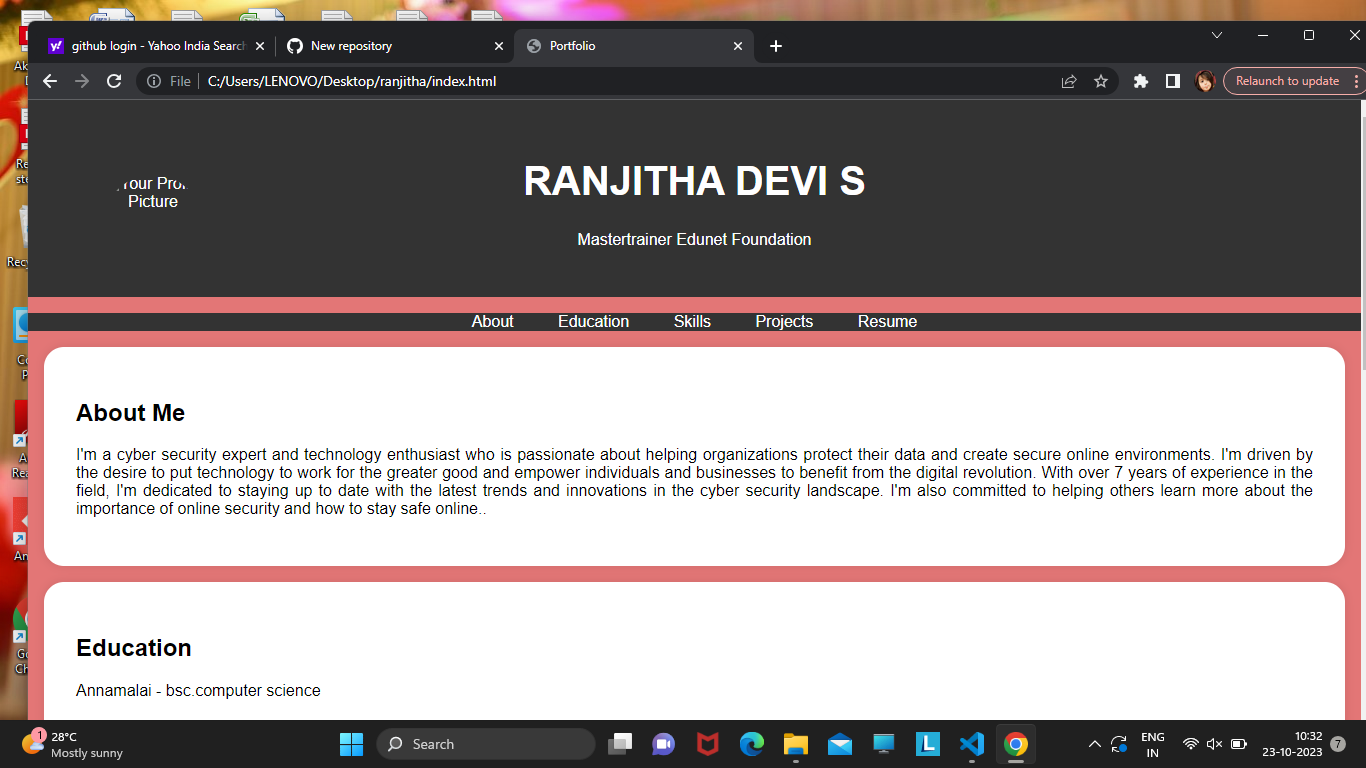 github login - Yahoo India Search
New repository
Portfolio
File
C:/Users/LENOVO/Desktop/ranjitha/index.html
Relaunch to update
Picture
RANJITHA DEVI S
Mastertrainer Edunet Foundation
About Education Skills Projects Resume
About Me
I'm a cyber security expert and technology enthusiast who is passionate about helping organizations protect their data and create secure online environments. I'm driven by
the desire to put technology to work for the greater good and empower individuals and businesses to benefit from the digital revolution. With over 7 years of experience in the
field, I'm dedicated to staying up to date with the latest trends and innovations in the cyber security landscape. I'm also committed to helping others learn more about the
importance of online security and how to stay safe online..
Education
Annamalai - bsc.computer science
1
28°C
Mostly sunny
Search
ENG
IN
10:32
23-10-2023
7